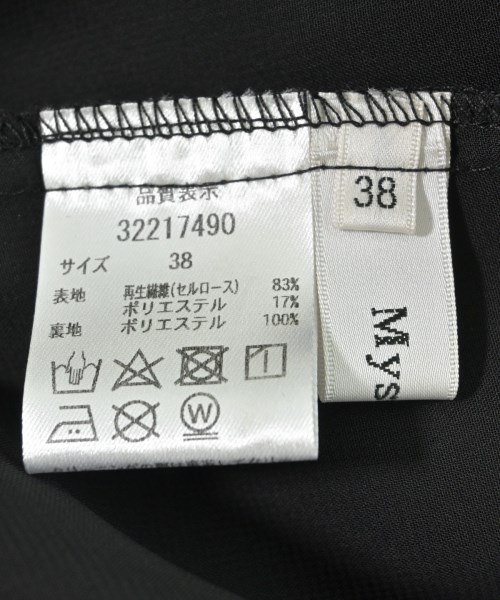 品質表示
32217490
サイズ 38
表地 再生繊維(セルロース) 83%
ポリエステル 17%
裏地 ポリエステル 100%
W
38
Mys